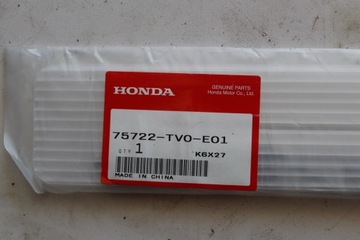 HONDA
GENUINE PARTS
Honda Motor Co., Ltd.
75722-TV0-E01
QTY. 1
K6X27
MADE IN CHINA